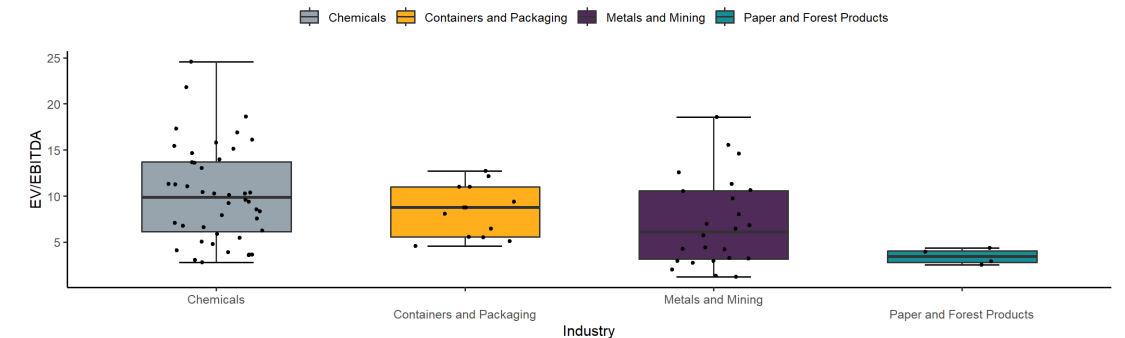 Chemicals Containers and Packaging Metals and Mining Paper and Forest Products
25
20
15
10
5
EV/EBITDA
Chemicals
Containers and Packaging
Metals and Mining
Paper and Forest Products
Industry